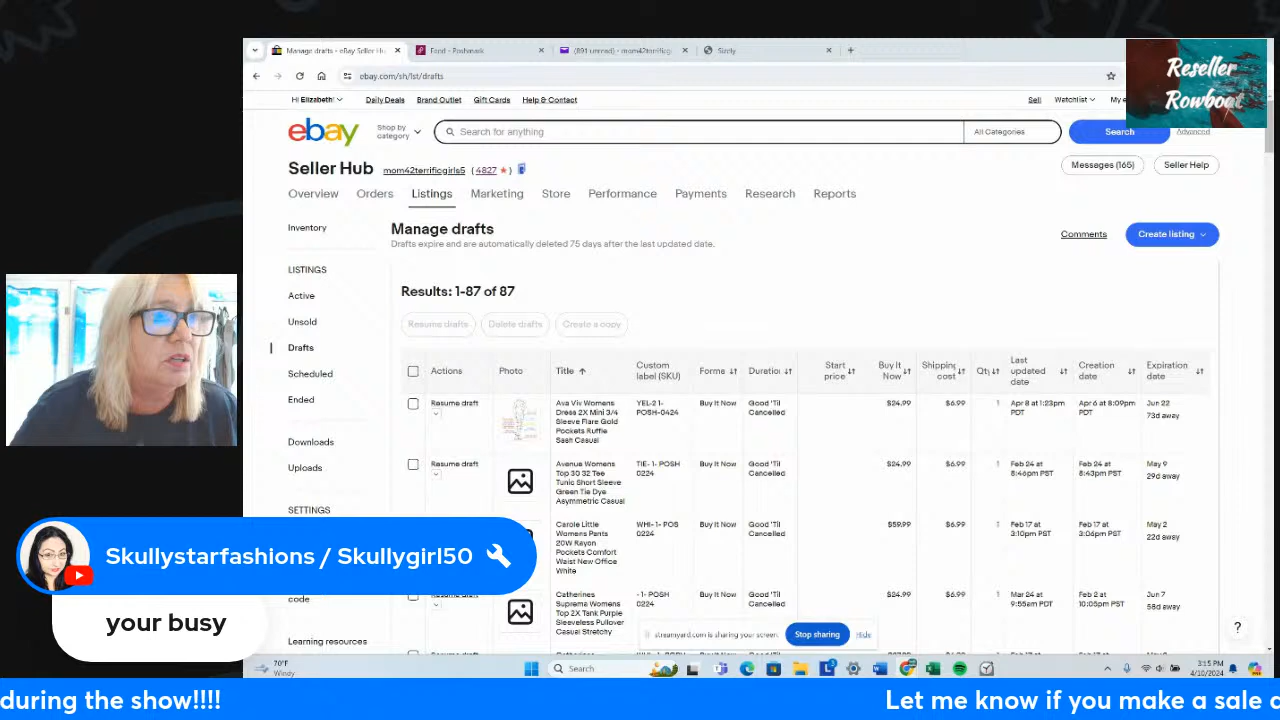 Manage drafts - eBay Seller Hu
Feed - Poshmark
(891 unread) - mom42terrificgi
Sizely
ebay.com/sh/lst/drafts
Reseller
Rowboat
Hi Elizabeth!
Daily Deals
Brand Outlet
Gift Cards
Help & Contact
Sell
Watchlist
My e
ebay
Shop by
category
Search for anything
All Categories
Search
Advanced
Seller Hub
mom42terrificgirls5 (4827)
Messages (165)
Seller Help
Overview
Orders
Listings
Marketing
Store
Performance
Payments
Research
Reports
Inventory
LISTINGS
Active
Unsold
Drafts
Scheduled
Ended
Downloads
Uploads
SETTINGS
code
Learning resources
Manage drafts
Drafts expire and are automatically deleted 75 days after the last updated date.
Comments
Create listing
Results: 1-87 of 87
Resume drafts
Delete drafts
Create a copy
Actions
Photo
Title
Custom
label (SKU)
Forma
Duration
Start
price
Buy It
Now
Shipping
cost
Qty
Last
updated
date
Creation
date
Expiration
date
Resume draft
Ava Viv Womens
Dress 2X Mini 3/4
Sleeve Flare Gold
Pockets Ruffle
Sash Casual
YEL-2 1-
POSH-0424
Buy It Now
Good 'Til
Cancelled
$24.99
$6.99
1
Apr 8 at 1:23pm
PDT
Apr 6 at 8:09pm
PDT
Jun 22
73d away
Resume draft
Avenue Womens
Top 30 32 Tee
Tunic Short Sleeve
Green Tie Dye
Asymmetric Casual
TIE- 1- POSH
0224
Buy It Now
Good 'Til
Cancelled
$24.99
$6.99
1
Feb 24 at
8:46pm PST
Feb 24 at
8:43pm PST
May 9
29d away
Resume draft
Carole Little
Womens Pants
20W Rayon
Pockets Comfort
Waist New Office
White
WHI- 1- POS
0224
Buy It Now
Good 'Til
Cancelled
$59.99
$6.99
1
Feb 17 at
3:10pm PST
Feb 17 at
3:06pm PST
May 2
22d away
Catherines
Suprema Womens
Top 2X Tank Purple
Sleeveless Pullover
Casual Stretchy
- 1- POSH
0224
Buy It Now
Good 'Til
Cancelled
$24.99
$6.99
1
Mar 24 at
9:55am PDT
Feb 2 at
10:05pm PST
Jun 7
58d away
streamyard.com is sharing your screen.
Stop sharing
Hide
?
Skullystarfashions / Skullygirl50
your busy
70°F
Windy
Search
3:15 PM
4/10/2024
during the show!!!!
Let me know if you make a sale d